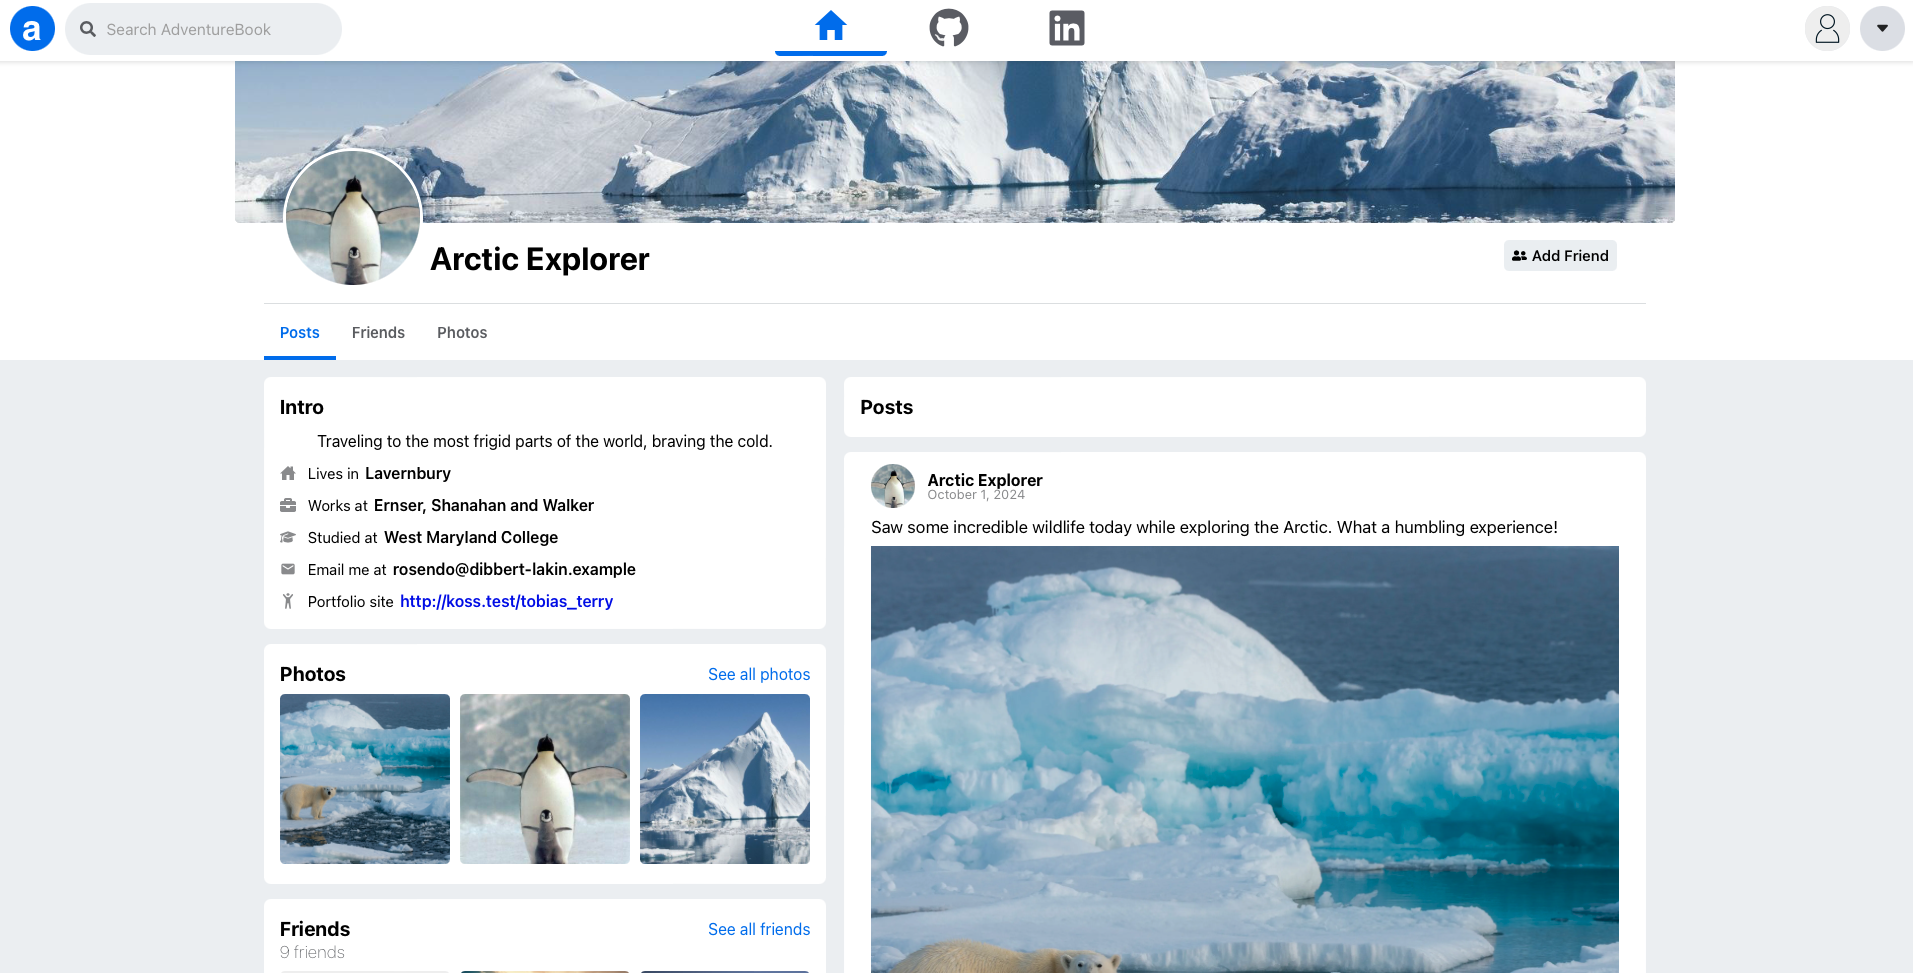 a
Search AdventureBook
in
Arctic Explorer
Add Friend
Posts
Friends
Photos
Intro
Traveling to the most frigid parts of the world, braving the cold.
Lives in Lavernbury
Works at Ernser, Shanahan and Walker
Studied at West Maryland College
Email me at rosendo@dibbert-lakin.example
Portfolio site http://koss.test/tobias_terry
Photos
See all photos
Friends
See all friends
9 friends
Posts
Arctic Explorer
October 1, 2024
Saw some incredible wildlife today while exploring the Arctic. What a humbling experience!